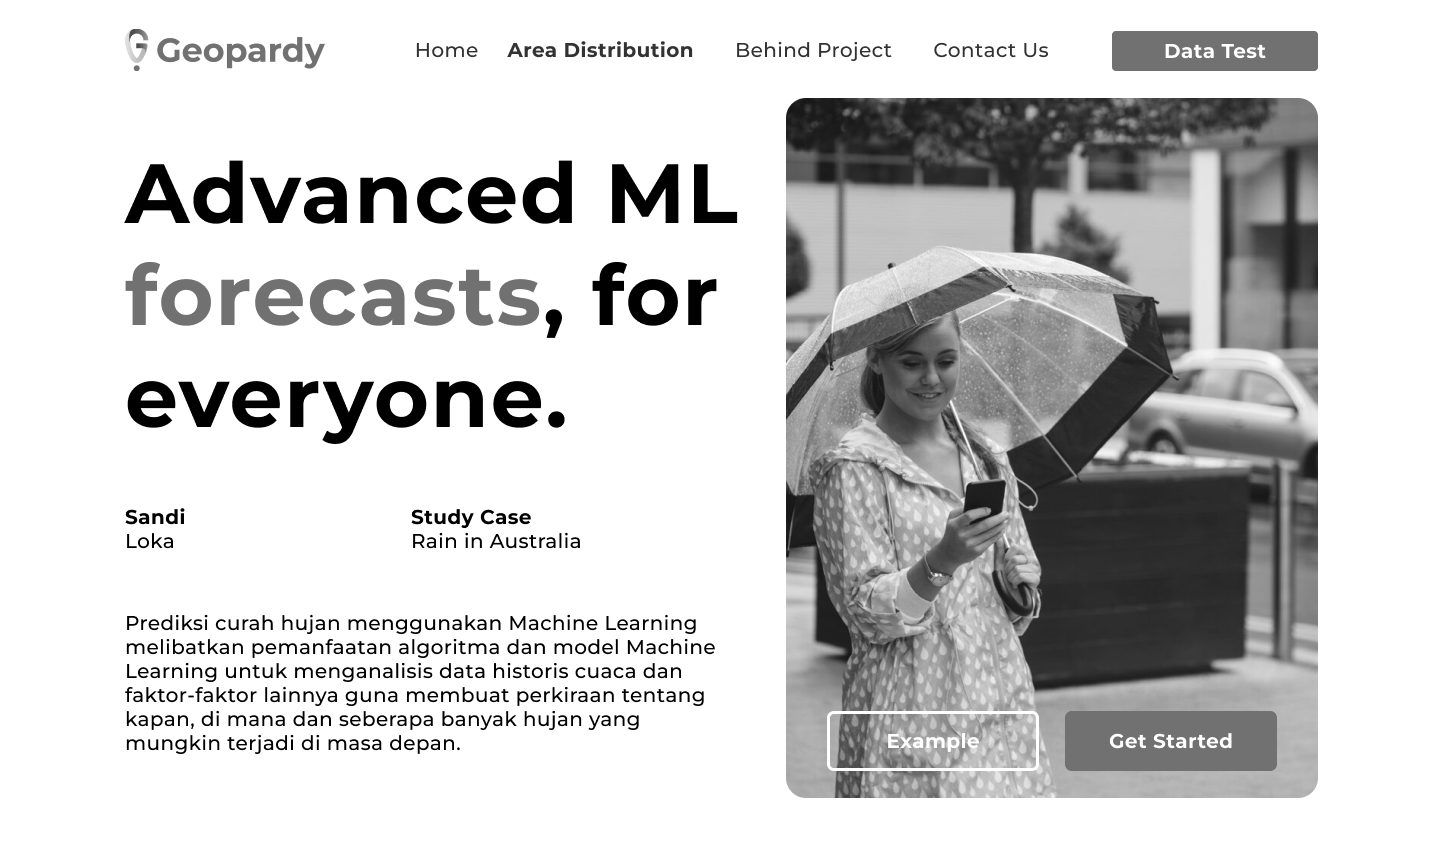 Geopardy
Home
Area Distribution
Behind Project
Contact Us
Data Test
Advanced ML
forecasts, for
everyone.
Sandi
Loka
Study Case
Rain in Australia
Prediksi curah hujan menggunakan Machine Learning
melibatkan pemanfaatan algoritma dan model Machine
Learning untuk menganalisis data historis cuaca dan
faktor-faktor lainnya guna membuat perkiraan tentang
kapan, di mana dan seberapa banyak hujan yang
mungkin terjadi di masa depan.
Example
Get Started